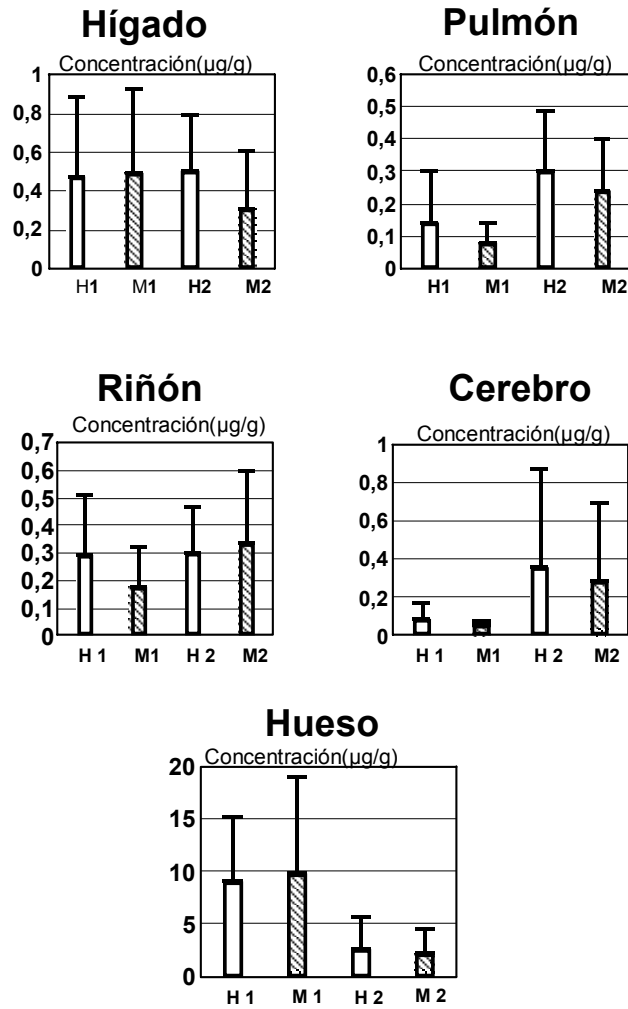 Hígado
Concentración(µg/g)
1
0,8
0,6
0,4
0,2
0
H1 M1 H2 M2
Pulmón
Concentración(µg/g)
0,6
0,5
0,4
0,3
0,2
0,1
0
H1 M1 H2 M2
Riñón
Concentración(µg/g)
0,7
0,6
0,5
0,4
0,3
0,2
0,1
0
H 1 M1 H 2 M2
Cerebro
Concentración(µg/g)
1
0,8
0,6
0,4
0,2
0
H 1 M1 H 2 M2
Hueso
Concentración(µg/g)
20
15
10
5
0
H 1 M 1 H 2 M 2